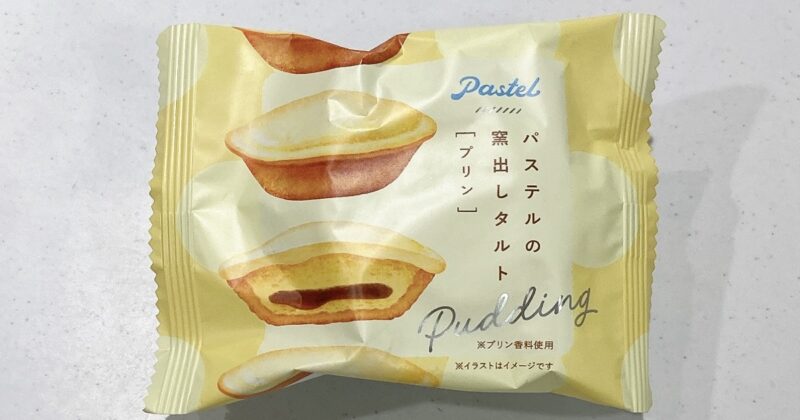 Pastel
パステルの
窯出しタルト
[プリン]
Pudding
※プリン香料使用
※イラストはイメージです